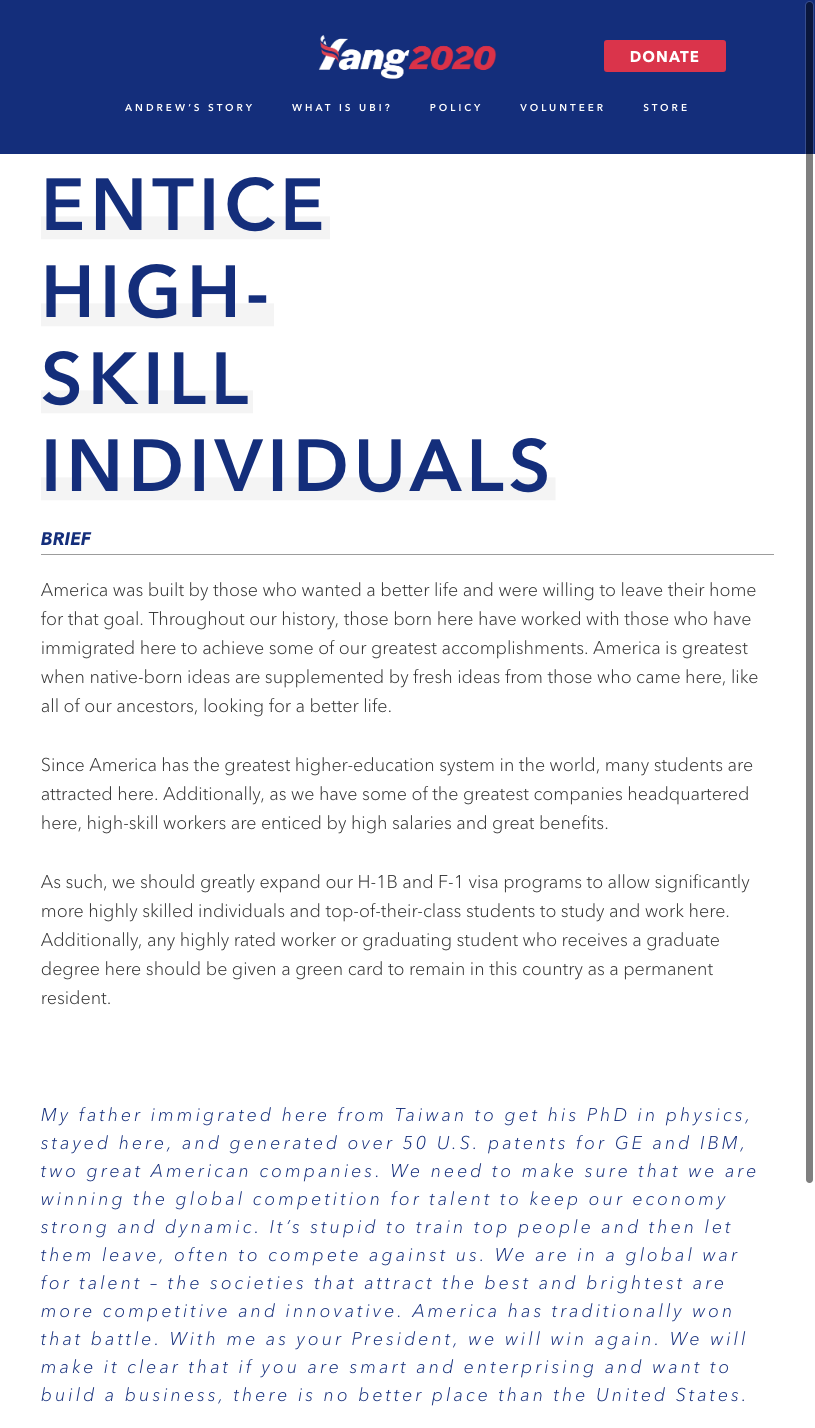 Yang2020
DONATE
ANDREW'S STORY WHAT IS UBI? POLICY VOLUNTEER STORE
ENTICE
HIGH-
SKILL
INDIVIDUALS
BRIEF
America was built by those who wanted a better life and were willing to leave their home
for that goal. Throughout our history, those born here have worked with those who have
immigrated here to achieve some of our greatest accomplishments. America is greatest
when native-born ideas are supplemented by fresh ideas from those who came here, like
all of our ancestors, looking for a better life.
Since America has the greatest higher-education system in the world, many students are
attracted here. Additionally, as we have some of the greatest companies headquartered
here, high-skill workers are enticed by high salaries and great benefits.
As such, we should greatly expand our H-1B and F-1 visa programs to allow significantly
more highly skilled individuals and top-of-their-class students to study and work here.
Additionally, any highly rated worker or graduating student who receives a graduate
degree here should be given a green card to remain in this country as a permanent
resident.
My father immigrated here from Taiwan to get his PhD in physics,
stayed here, and generated over 50 U.S. patents for GE and IBM,
two great American companies. We need to make sure that we are
winning the global competition for talent to keep our economy
strong and dynamic. It's stupid to train top people and then let
them leave, often to compete against us. We are in a global war
for talent – the societies that attract the best and brightest are
more competitive and innovative. America has traditionally won
that battle. With me as your President, we will win again. We will
make it clear that if you are smart and enterprising and want to
build a business, there is no better place than the United States.